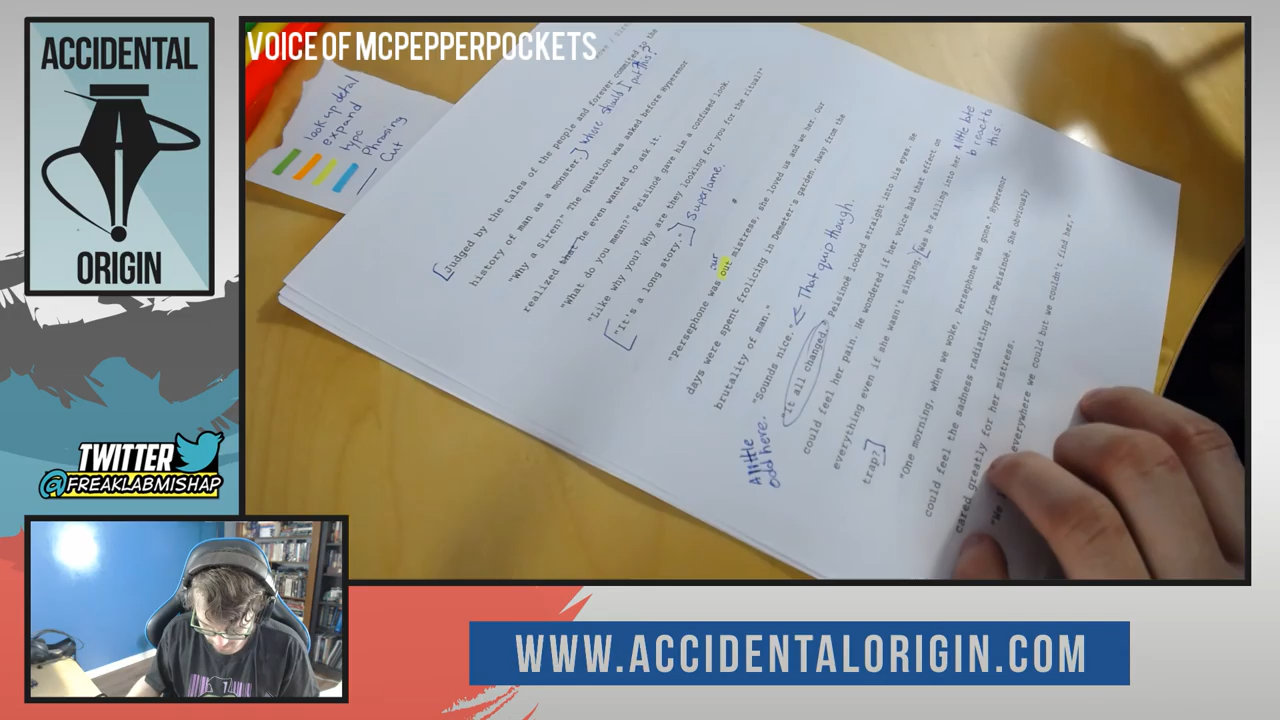 ACCIDENTAL
ORIGIN
VOICE OF MCPEPPERPOCKETS
look up detail
expand
typo
Phrasing
Cut
[Judged by the tales of the people and forever commited to the
history of man as a monster.] Where should I put this?
"Why a Siren?" The question was asked before Hyperenor
realized that he even wanted to ask it.
"What do you mean?" Peisinoë gave him a confused look.
"Like why you? Why are they looking for you for the ritual?"
["It's a long story."] Superlame.
our
"Persephone was out mistress, she loved us and we her. Our
days were spent frolicing in Demeter's garden. Away from the
brutality of man."
"Sounds nice." ← That quip though.
A little
odd here.
"It all changed." Peisinoë looked straight into his eyes. He
could feel her pain. He wondered if her voice had that effect on
everything even if she wasn't singing. [Was he falling into her
trap?]
A little late
to react to
this.
"One morning, when we woke, Persephone was gone." Hyperenor
could feel the sadness radiating from Peisinoë. She obviously
cared greatly for her mistress.
"We everywhere we could but we couldn't find her."
TWITTER
@FREAKLABMISHAP
WWW.ACCIDENTALORIGIN.COM